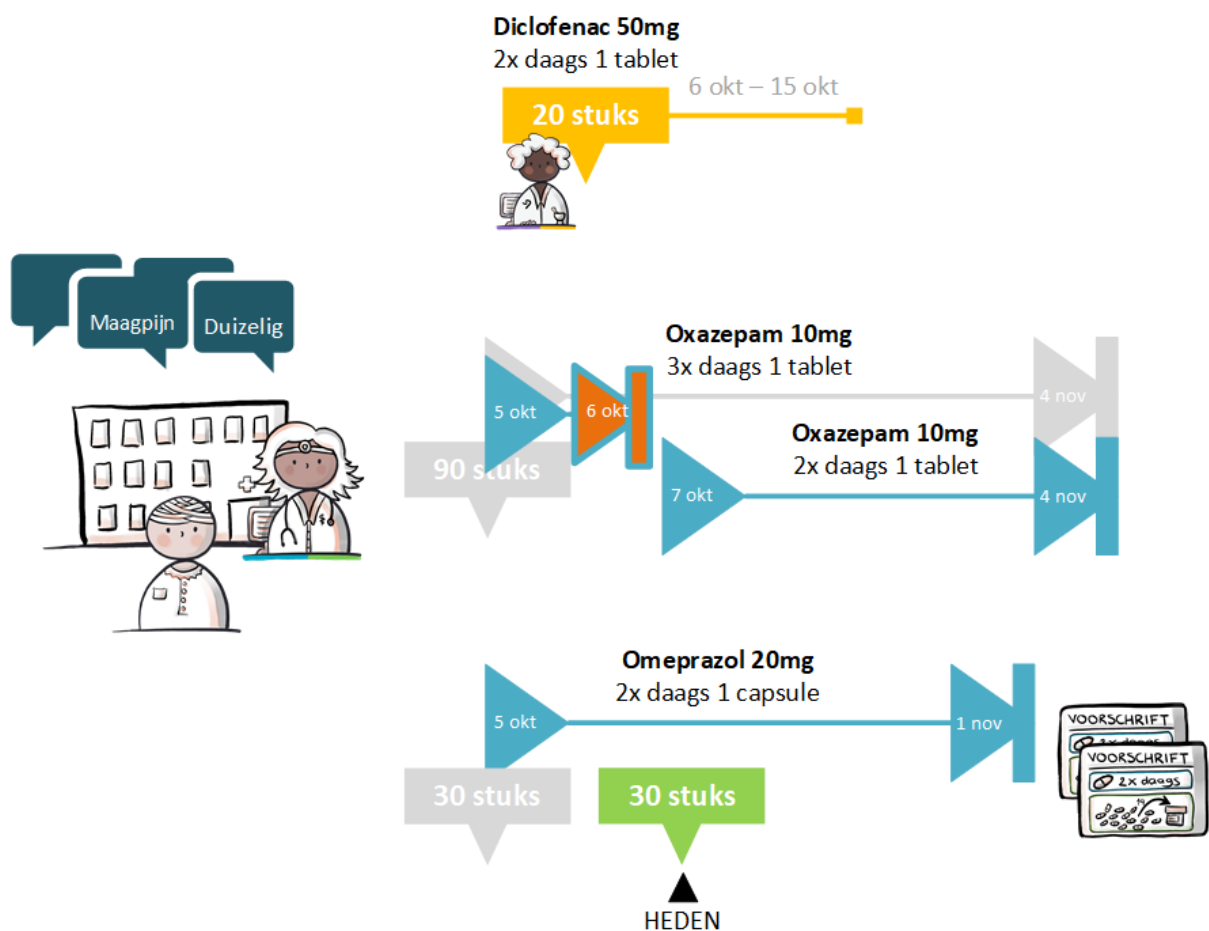 Diclofenac 50mg
2x daags 1 tablet
6 okt – 15 okt
20 stuks
Maagpijn
Duizelig
Oxazepam 10mg
3x daags 1 tablet
5 okt
6 okt
4 nov
90 stuks
Oxazepam 10mg
2x daags 1 tablet
7 okt
4 nov
Omeprazol 20mg
2x daags 1 capsule
5 okt
1 nov
30 stuks
30 stuks
HEDEN
VOORSCHRIFT
2x daags
VOORSCHRIFT
2x daags